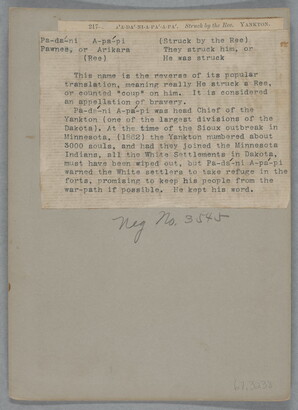 217. PA-DA'-NI-A-PA'-A-PI'. Struck by the Ree. YANKTON.
Pa-da´-ni A-pa´-pi (Struck by the Ree)
Pawnee, or Arikara They struck him, or
(Ree) He was struck
This name is the reverse of its popular
translation, meaning really He struck a Ree,
or counted "coup" on him. It is considered
an appellation of bravery.
Pa-da´-ni A-pa´-pi was head Chief of the
Yankton (one of the largest divisions of the
Dakota). At the time of the Sioux outbreak in
Minnesota, (1862) the Yankton numbered about
3000 souls, and had they joined the Minnesota
Indians, all the White Settlements in Dakota,
must have been wiped out, but Pa-da´-ni A-pa´-pi
warned the White settlers to take refuge in the
forts, promising to keep his people from the
war-path if possible. He kept his word.
Neg No. 3545